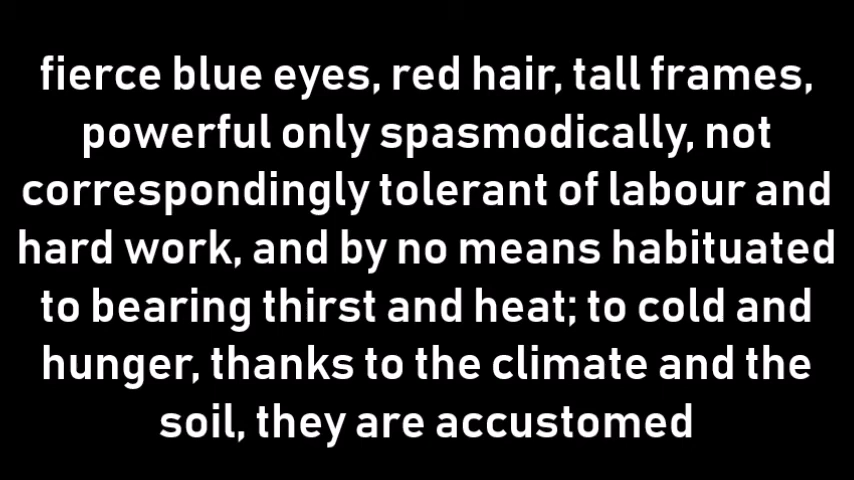 fierce blue eyes, red hair, tall frames,
powerful only spasmodically, not
correspondingly tolerant of labour and
hard work, and by no means habituated
to bearing thirst and heat; to cold and
hunger, thanks to the climate and the
soil, they are accustomed